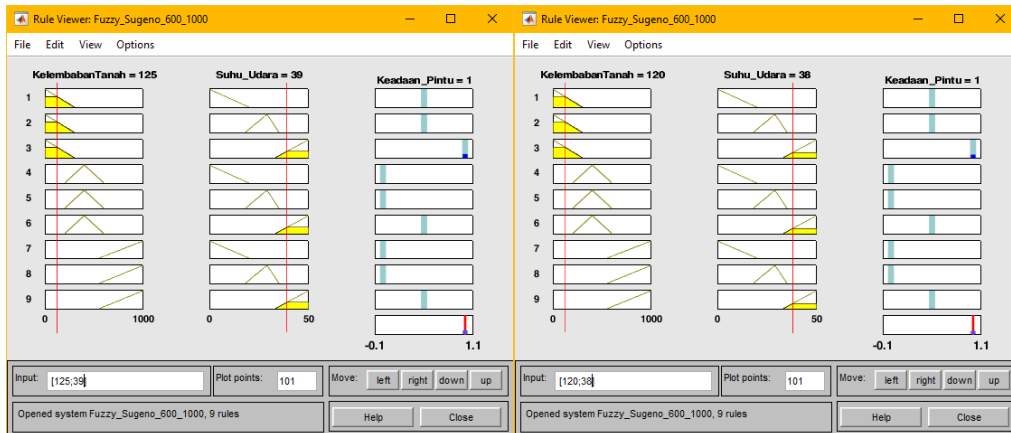 Rule Viewer: Fuzzy_Sugeno_600_1000
File Edit View Options
KelembabanTanah = 125 Suhu_Udara = 39 Keadaan_Pintu = 1
1
2
3
4
5
6
7
8
9
0 1000 0 50
-0.1 1.1
Input: [125;39] Plot points: 101 Move: left right down up
Opened system Fuzzy_Sugeno_600_1000, 9 rules Help Close
Rule Viewer: Fuzzy_Sugeno_600_1000
File Edit View Options
KelembabanTanah = 120 Suhu_Udara = 38 Keadaan_Pintu = 1
1
2
3
4
5
6
7
8
9
0 1000 0 50
-0.1 1.1
Input: [120;38] Plot points: 101 Move: left right down up
Opened system Fuzzy_Sugeno_600_1000, 9 rules Help Close